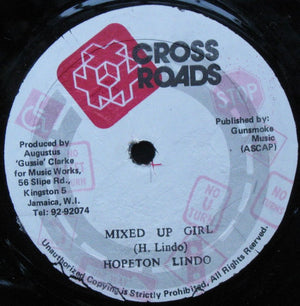 CROSS
ROADS
STOP
Produced by
Augustus
'Gussie' Clarke
for Music Works,
56 Slipe Rd.,
Kingston 5
Jamaica, W.I.
Tel: 92-92074
Published by:
Gunsmoke
Music
(ASCAP)
NO
TURN
NO
TURN
MIXED UP GIRL
(H. Lindo)
HOPETON LINDO
Unauthorized Copying is Strictly Prohibited. All Rights Reserved.